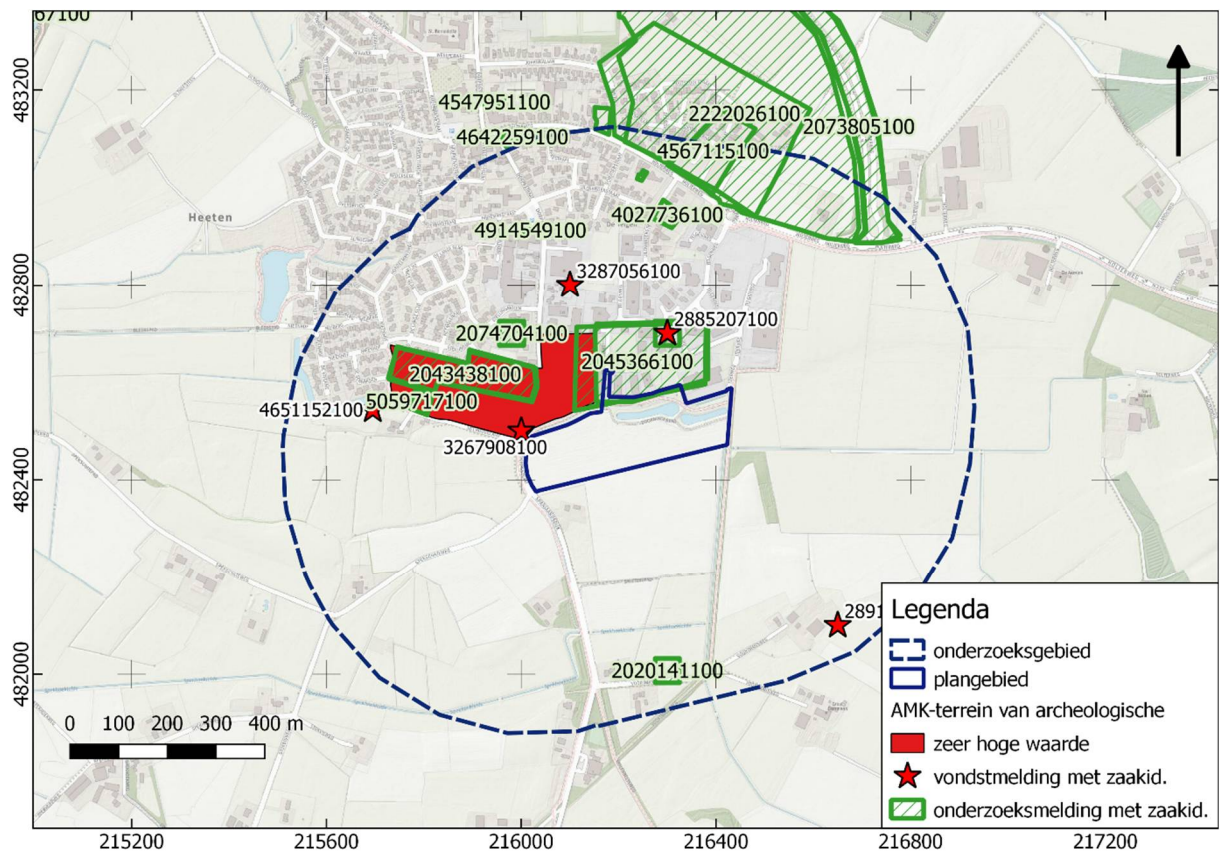 67100
483200
4547951100
2222026100
2073805100
4642259100
4567115100
Heeten
4027736100
4914549100
482800
3287056100
2885207100
2074704100
2045366100
2043438100
5059717100
4651152100
3267908100
482400
2891
2020141100
482000
0 100 200 300 400 m
Legenda
onderzoeksgebied
plangebied
AMK-terrein van archeologische
zeer hoge waarde
vondstmelding met zaakid.
onderzoeksmelding met zaakid.
215200 215600 216000 216400 216800 217200